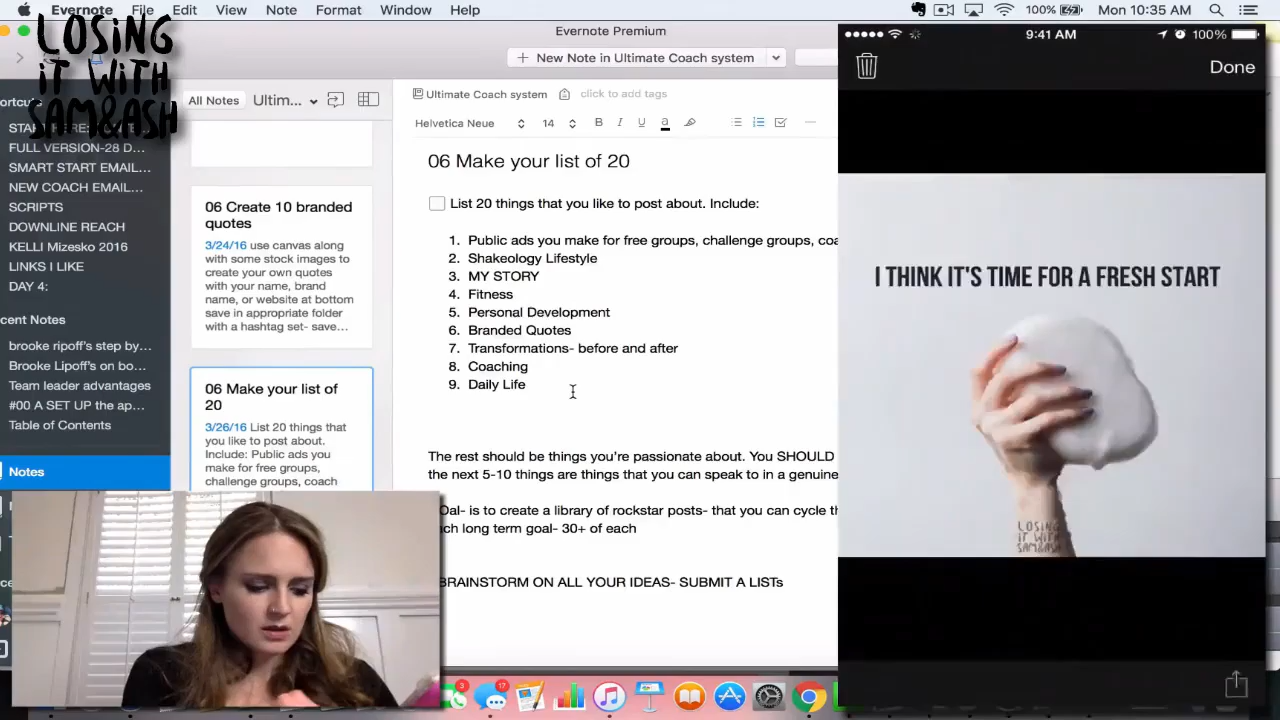 Evernote File Edit View Note Format Window Help
100% Mon 10:35 AM
LOSING
iT WITH
SAM&ASH
Evernote Premium
+ New Note in Ultimate Coach system
START HERE:
FULL VERSION-28 D...
SMART START EMAIL...
NEW COACH EMAIL...
SCRIPTS
DOWNLINE REACH
KELLI Mizesko 2016
LINKS I LIKE
DAY 4:
cent Notes
brooke ripoff's step by...
Brooke Lipoff's on bo...
Team leader advantages
#00 A SET UP the ap...
Table of Contents
Notes
All Notes Ultim...
06 Create 10 branded
quotes
3/24/16 use canvas along
with some stock images to
create your own quotes
with your name, brand
name, or website at bottom
save in appropriate folder
with a hashtag set- save...
06 Make your list of
20
3/26/16 List 20 things that
you like to post about.
Include: Public ads you
make for free groups,
challenge groups, coach
Ultimate Coach system click to add tags
Helvetica Neue 14 B I U a
06 Make your list of 20
List 20 things that you like to post about. Include:
1. Public ads you make for free groups, challenge groups, coa
2. Shakeology Lifestyle
3. MY STORY
4. Fitness
5. Personal Development
6. Branded Quotes
7. Transformations- before and after
8. Coaching
9. Daily Life
The rest should be things you're passionate about. You SHOULD
the next 5-10 things are things that you can speak to in a genuine
Oal- is to create a library of rockstar posts- that you can cycle th
ch long term goal- 30+ of each
BRAINSTORM ON ALL YOUR IDEAS- SUBMIT A LISTs
3 17
9:41 AM 100%
Done
I THINK IT'S TIME FOR A FRESH START
LOSING
iT WITH
SAM&ASH